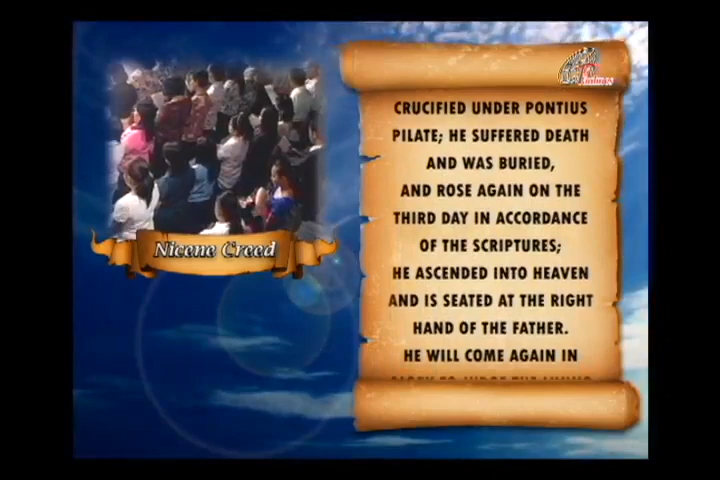 Nicene Creed
CRUCIFIED UNDER PONTIUS
PILATE; HE SUFFERED DEATH
AND WAS BURIED,
AND ROSE AGAIN ON THE
THIRD DAY IN ACCORDANCE
OF THE SCRIPTURES;
HE ASCENDED INTO HEAVEN
AND IS SEATED AT THE RIGHT
HAND OF THE FATHER.
HE WILL COME AGAIN IN